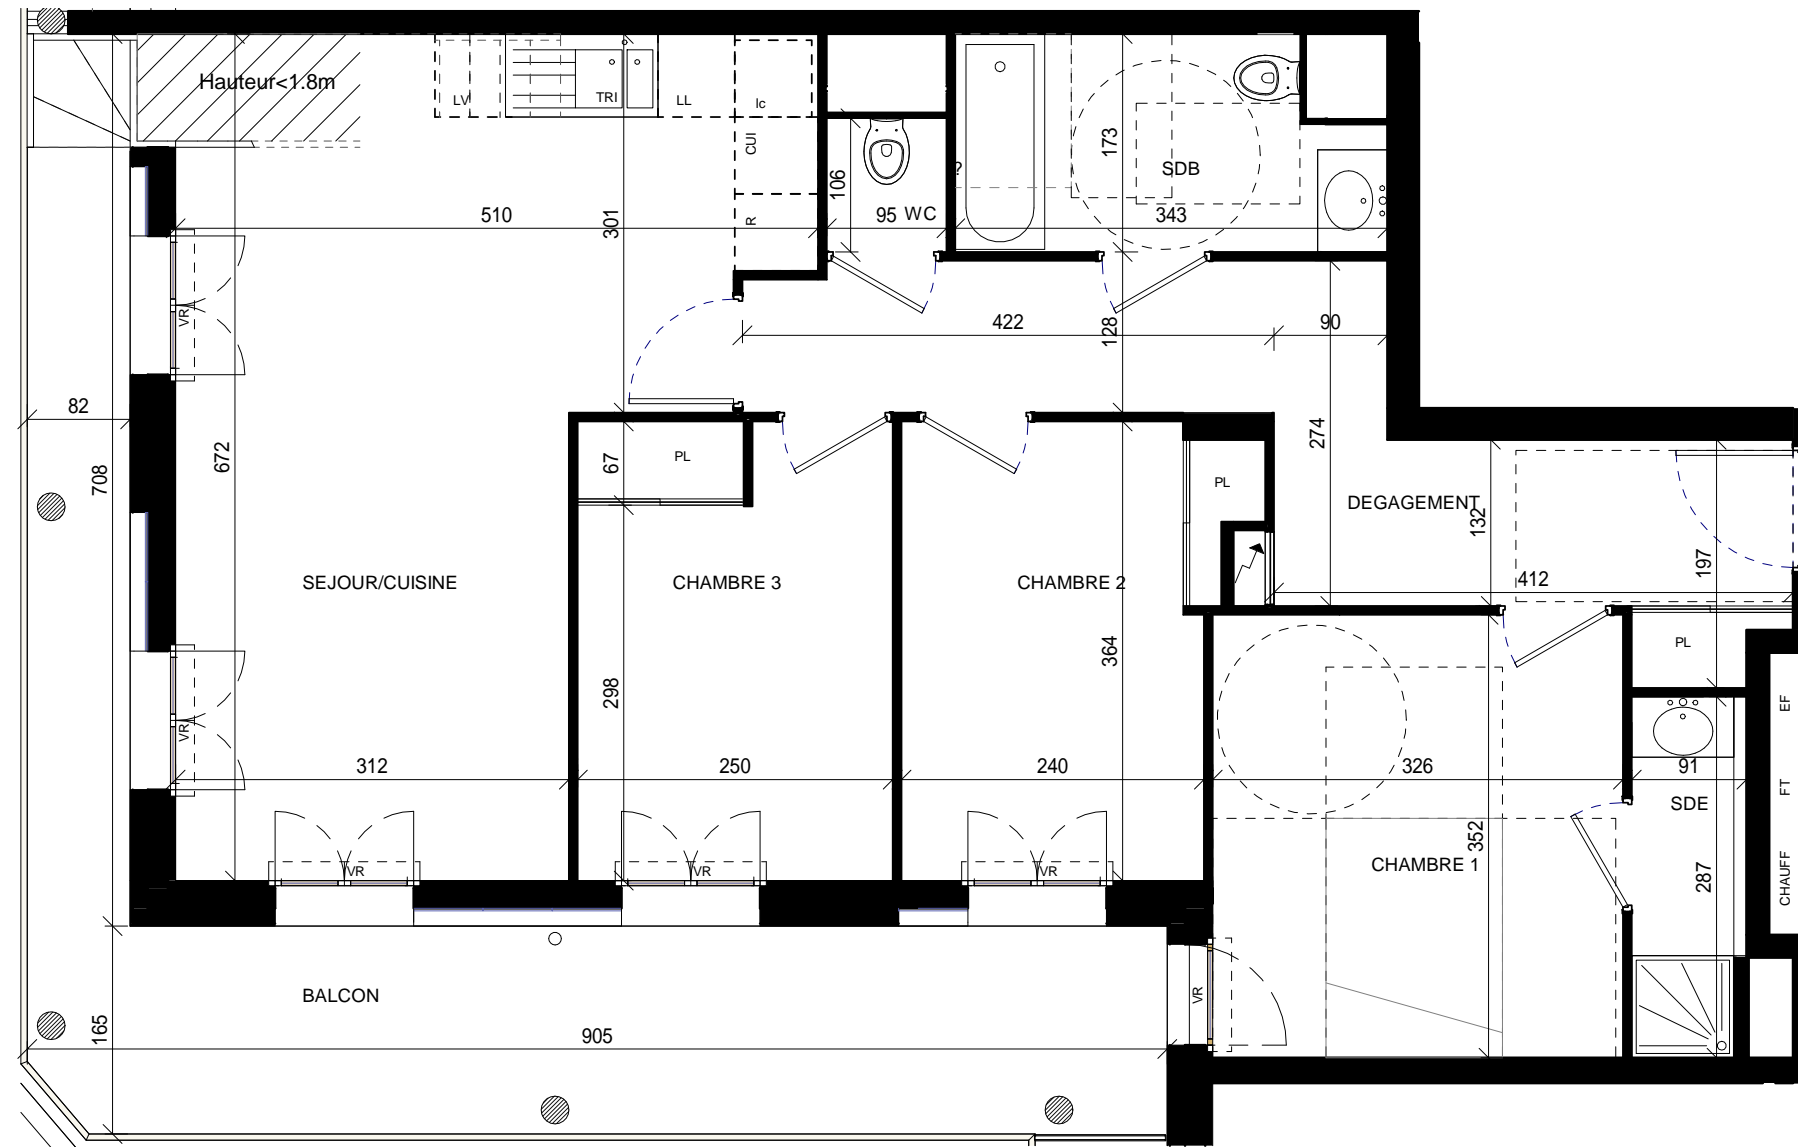 Hauteur<1.8m
LV
TRI
LL
lc
CUI
R
173
SDB
?
106
510
301
95 WC
343
VR
422
128
90
82
708
672
67
PL
274
PL
DEGAGEMENT
132
197
412
SEJOUR/CUISINE
CHAMBRE 3
CHAMBRE 2
364
298
PL
EF
VR
312
250
240
326
91
SDE
FT
352
VR
VR
VR
CHAMBRE 1
287
CHAUFF
BALCON
VR
165
905